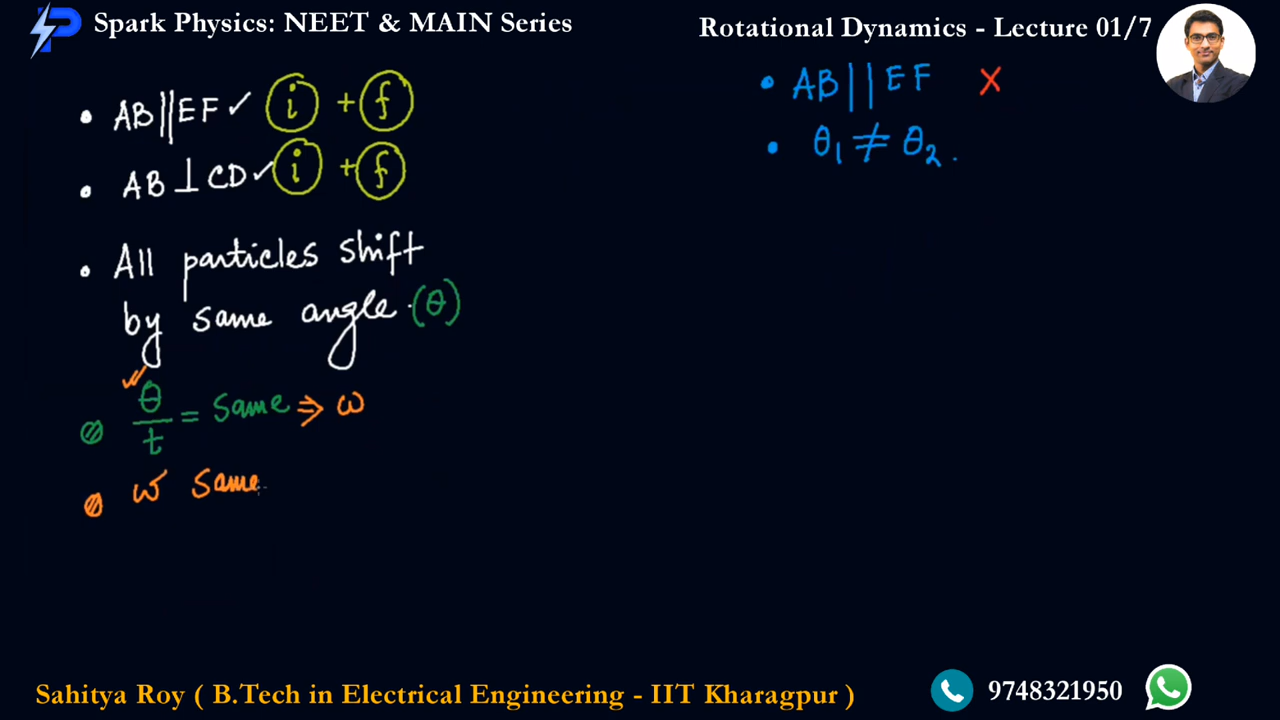 Spark Physics: NEET & MAIN Series
Rotational Dynamics - Lecture 01/7
• AB||EF ✓ (i) + (f)
• AB ⊥ CD ✓ (i) + (f)
• All particles shift
by same angle. (θ)
θ/t = Same ⇒ ω
ω Same
• AB||EF X
• θ₁ ≠ θ₂.
Sahitya Roy ( B.Tech in Electrical Engineering - IIT Kharagpur )
9748321950